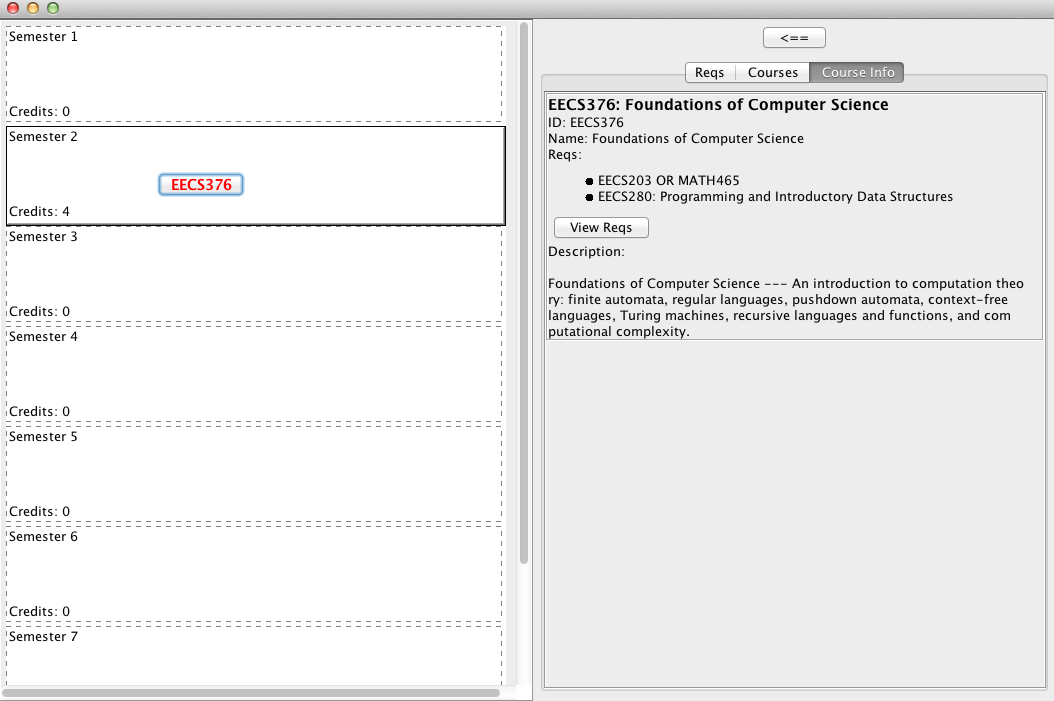 Semester 1
Credits: 0
Semester 2
EECS376
Credits: 4
Semester 3
Credits: 0
Semester 4
Credits: 0
Semester 5
Credits: 0
Semester 6
Credits: 0
Semester 7
<==
Reqs Courses Course Info
EECS376: Foundations of Computer Science
ID: EECS376
Name: Foundations of Computer Science
Reqs:
● EECS203 OR MATH465
● EECS280: Programming and Introductory Data Structures
View Reqs
Description:
Foundations of Computer Science --- An introduction to computation theo
ry: finite automata, regular languages, pushdown automata, context-free
languages, Turing machines, recursive languages and functions, and com
putational complexity.